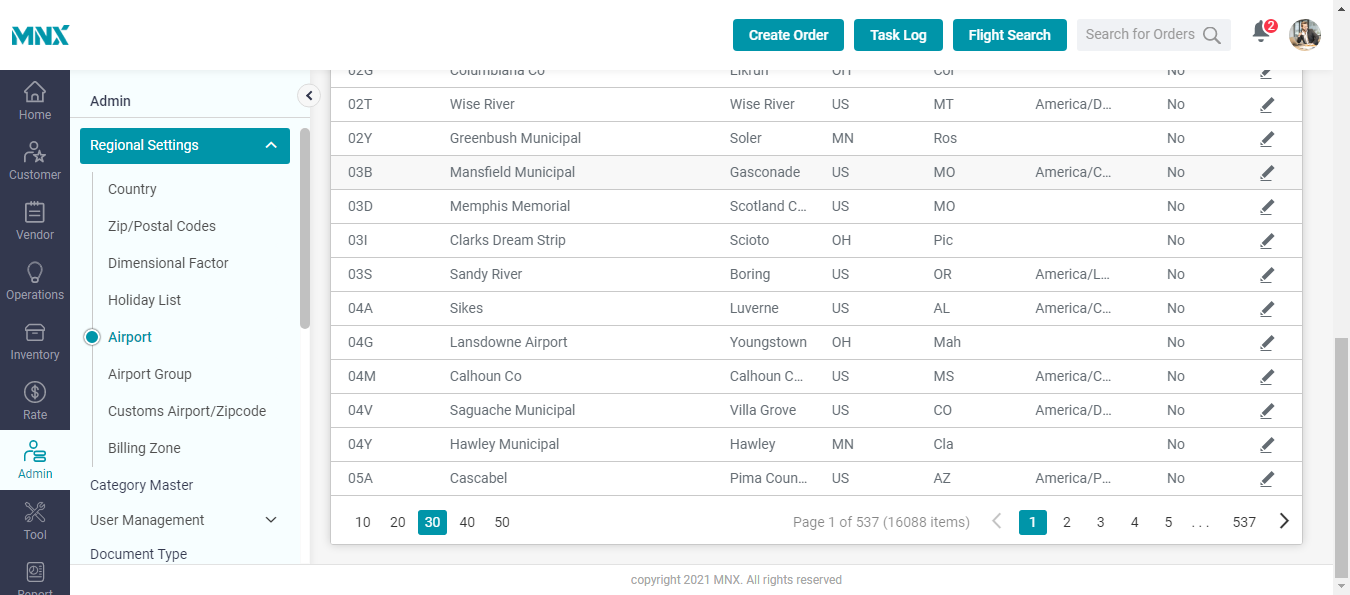 MNX
Create Order
Task Log
Flight Search
Search for Orders
2
Home
Customer
Vendor
Operations
Inventory
Rate
Admin
Tool
Report
Admin
Regional Settings
Country
Zip/Postal Codes
Dimensional Factor
Holiday List
Airport
Airport Group
Customs Airport/Zipcode
Billing Zone
Category Master
User Management
Document Type
02G Columbiana Co OH Col No
02T Wise River Wise River US MT America/D... No
02Y Greenbush Municipal Soler MN Ros No
03B Mansfield Municipal Gasconade US MO America/C... No
03D Memphis Memorial Scotland C... US MO No
03I Clarks Dream Strip Scioto OH Pic No
03S Sandy River Boring US OR America/L... No
04A Sikes Luverne US AL America/C... No
04G Lansdowne Airport Youngstown OH Mah No
04M Calhoun Co Calhoun C... US MS America/C... No
04V Saguache Municipal Villa Grove US CO America/D... No
04Y Hawley Municipal Hawley MN Cla No
05A Cascabel Pima Coun... US AZ America/P... No
10 20 30 40 50 Page 1 of 537 (16088 items) 1 2 3 4 5 ... 537
copyright 2021 MNX. All rights reserved